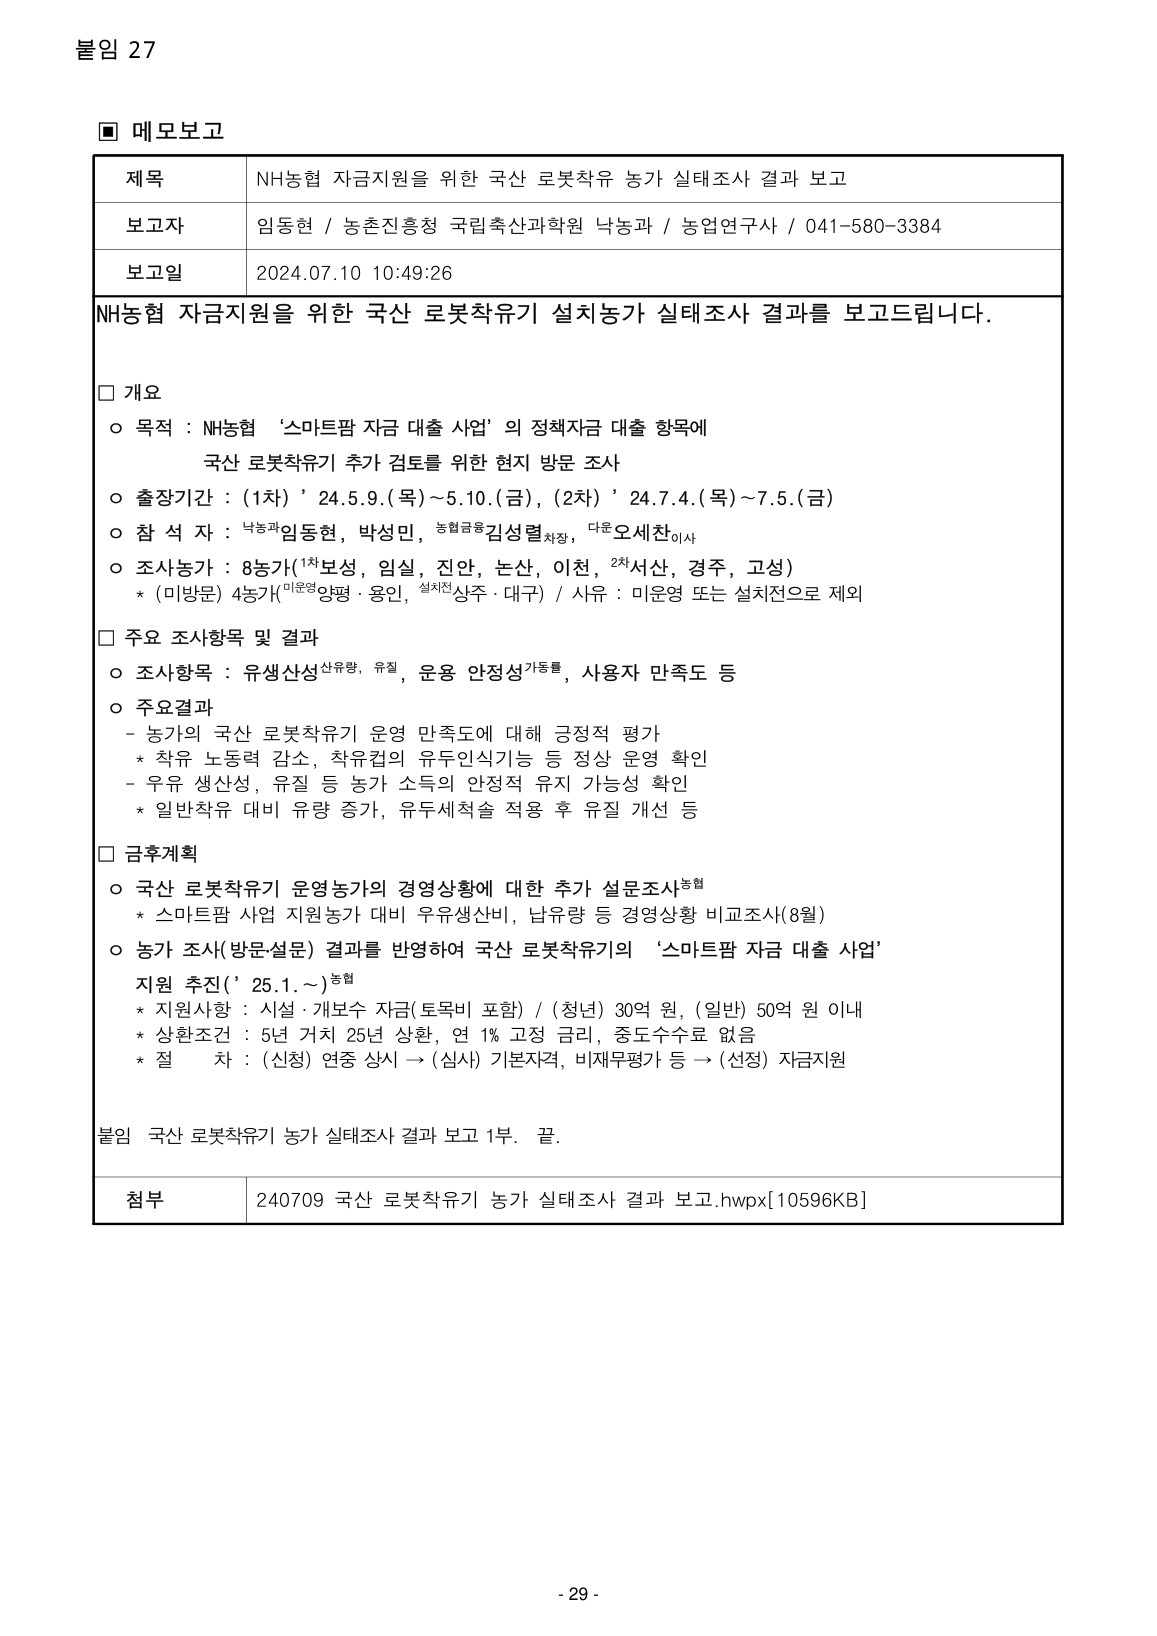 붙임 27
▣ 메모보고
제목 NH농협 자금지원을 위한 국산 로봇착유 농가 실태조사 결과 보고
보고자 임동현 / 농촌진흥청 국립축산과학원 낙농과 / 농업연구사 / 041-580-3384
보고일 2024.07.10 10:49:26
NH농협 자금지원을 위한 국산 로봇착유기 설치농가 실태조사 결과를 보고드립니다.
□ 개요
ㅇ 목적 : NH농협 ‘스마트팜 자금 대출 사업’의 정책자금 대출 항목에
국산 로봇착유기 추가 검토를 위한 현지 방문 조사
ㅇ 출장기간 : (1차) ’24.5.9.(목)~5.10.(금), (2차) ’24.7.4.(목)~7.5.(금)
ㅇ 참 석 자 : 낙농과임동현, 박성민, 농협금융김성렬차장, 다운오세찬이사
ㅇ 조사농가 : 8농가(1차보성, 임실, 진안, 논산, 이천, 2차서산, 경주, 고성)
* (미방문) 4농가(미운영양평·용인, 설치전상주·대구) / 사유 : 미운영 또는 설치전으로 제외
□ 주요 조사항목 및 결과
ㅇ 조사항목 : 유생산성산유량, 유질, 운용 안정성가동률, 사용자 만족도 등
ㅇ 주요결과
- 농가의 국산 로봇착유기 운영 만족도에 대해 긍정적 평가
* 착유 노동력 감소, 착유컵의 유두인식기능 등 정상 운영 확인
- 우유 생산성, 유질 등 농가 소득의 안정적 유지 가능성 확인
* 일반착유 대비 유량 증가, 유두세척솔 적용 후 유질 개선 등
□ 금후계획
ㅇ 국산 로봇착유기 운영농가의 경영상황에 대한 추가 설문조사농협
* 스마트팜 사업 지원농가 대비 우유생산비, 납유량 등 경영상황 비교조사(8월)
ㅇ 농가 조사(방문·설문) 결과를 반영하여 국산 로봇착유기의 ‘스마트팜 자금 대출 사업’
지원 추진(’25.1.~)농협
* 지원사항 : 시설·개보수 자금(토목비 포함) / (청년) 30억 원, (일반) 50억 원 이내
* 상환조건 : 5년 거치 25년 상환, 연 1% 고정 금리, 중도수수료 없음
* 절 차 : (신청) 연중 상시 → (심사) 기본자격, 비재무평가 등 → (선정) 자금지원
붙임 국산 로봇착유기 농가 실태조사 결과 보고 1부. 끝.
첨부 240709 국산 로봇착유기 농가 실태조사 결과 보고.hwpx[10596KB]
- 29 -